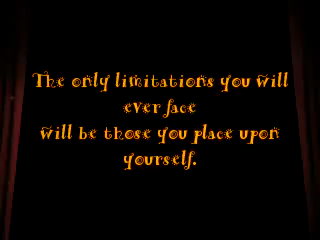 The only limitations you will
ever face
will be those you place upon
yourself.